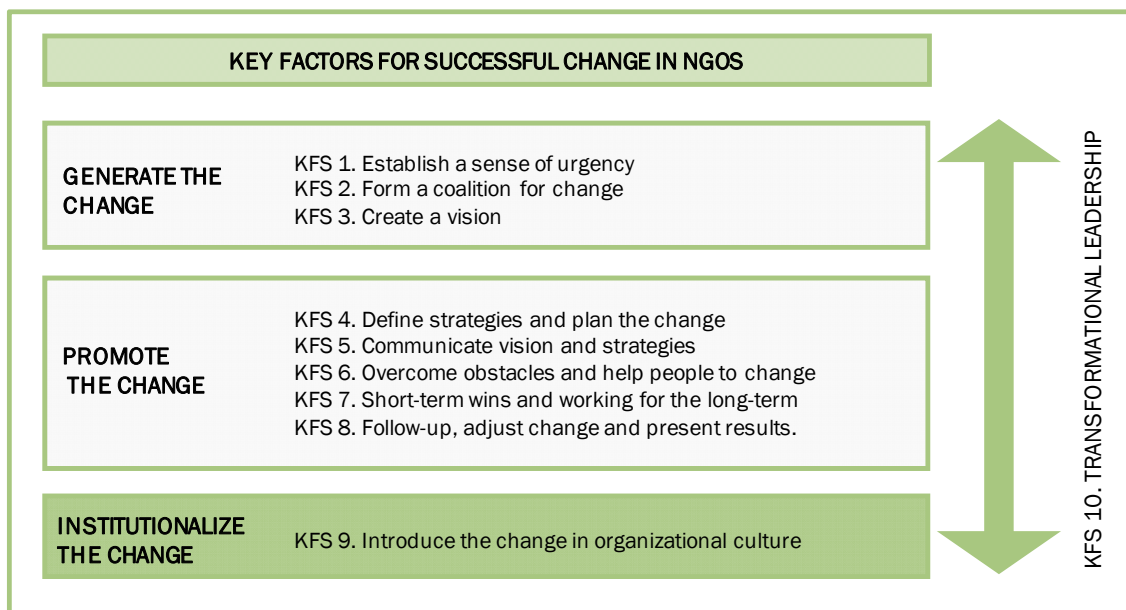 KEY FACTORS FOR SUCCESSFUL CHANGE IN NGOS
GENERATE THE
CHANGE
KFS 1. Establish a sense of urgency
KFS 2. Form a coalition for change
KFS 3. Create a vision
PROMOTE
THE CHANGE
KFS 4. Define strategies and plan the change
KFS 5. Communicate vision and strategies
KFS 6. Overcome obstacles and help people to change
KFS 7. Short-term wins and working for the long-term
KFS 8. Follow-up, adjust change and present results.
INSTITUTIONALIZE
THE CHANGE
KFS 9. Introduce the change in organizational culture
KFS 10. TRANSFORMATIONAL LEADERSHIP